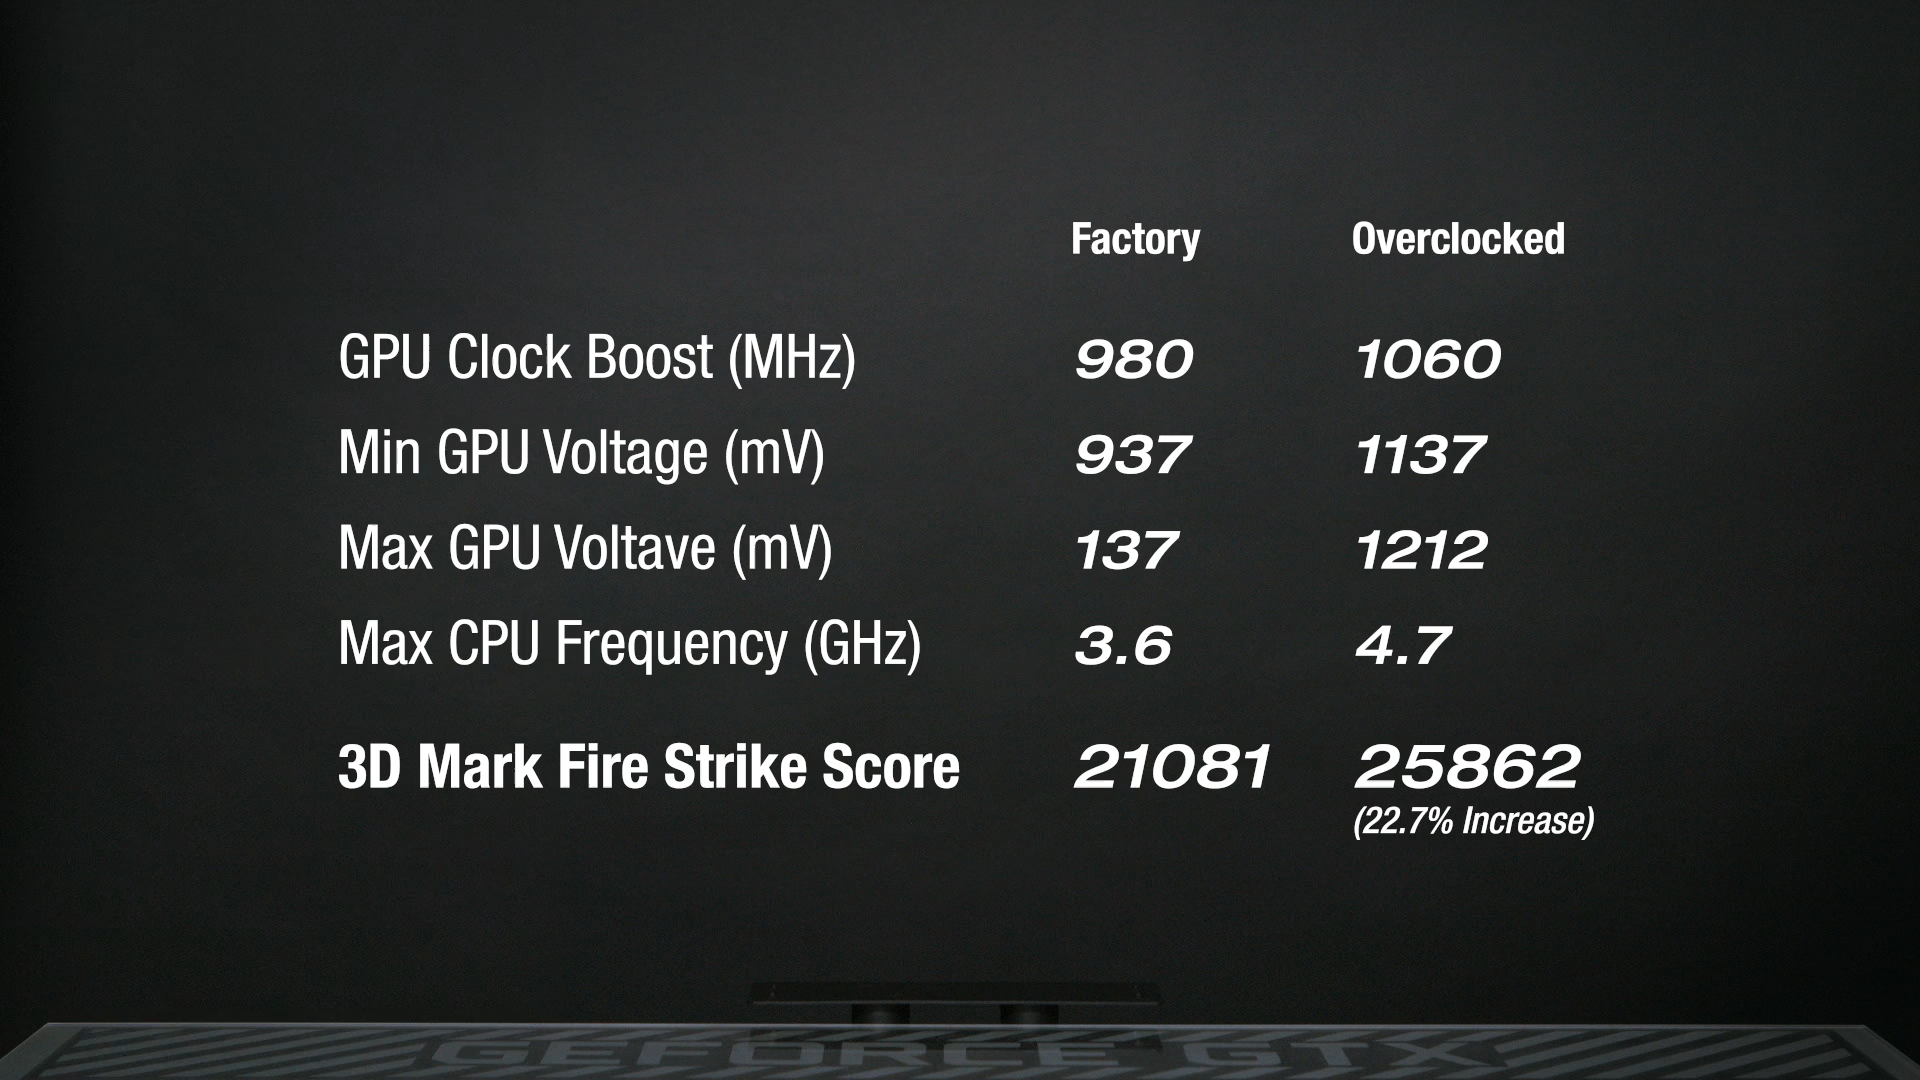 Factory Overclocked
GPU Clock Boost (MHz) 980 1060
Min GPU Voltage (mV) 937 1137
Max GPU Voltave (mV) 137 1212
Max CPU Frequency (GHz) 3.6 4.7
3D Mark Fire Strike Score 21081 25862
(22.7% Increase)
GEFORCE GTX